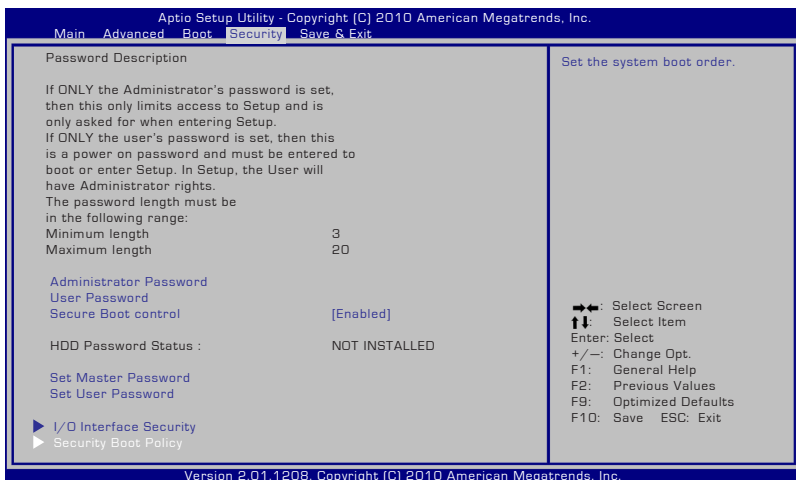 Aptio Setup Utility - Copyright (C) 2010 American Megatrends, Inc.
Main Advanced Boot Security Save & Exit
Password Description
If ONLY the Administrator's password is set,
then this only limits access to Setup and is
only asked for when entering Setup.
If ONLY the user's password is set, then this
is a power on password and must be entered to
boot or enter Setup. In Setup, the User will
have Administrator rights.
The password length must be
in the following range:
Minimum length 3
Maximum length 20
Administrator Password
User Password
Secure Boot control [Enabled]
HDD Password Status : NOT INSTALLED
Set Master Password
Set User Password
I/O Interface Security
Security Boot Policy
Set the system boot order.
→←: Select Screen
↑↓: Select Item
Enter: Select
+/—: Change Opt.
F1: General Help
F2: Previous Values
F9: Optimized Defaults
F10: Save ESC: Exit
Version 2.01.1208. Copyright (C) 2010 American Megatrends, Inc.